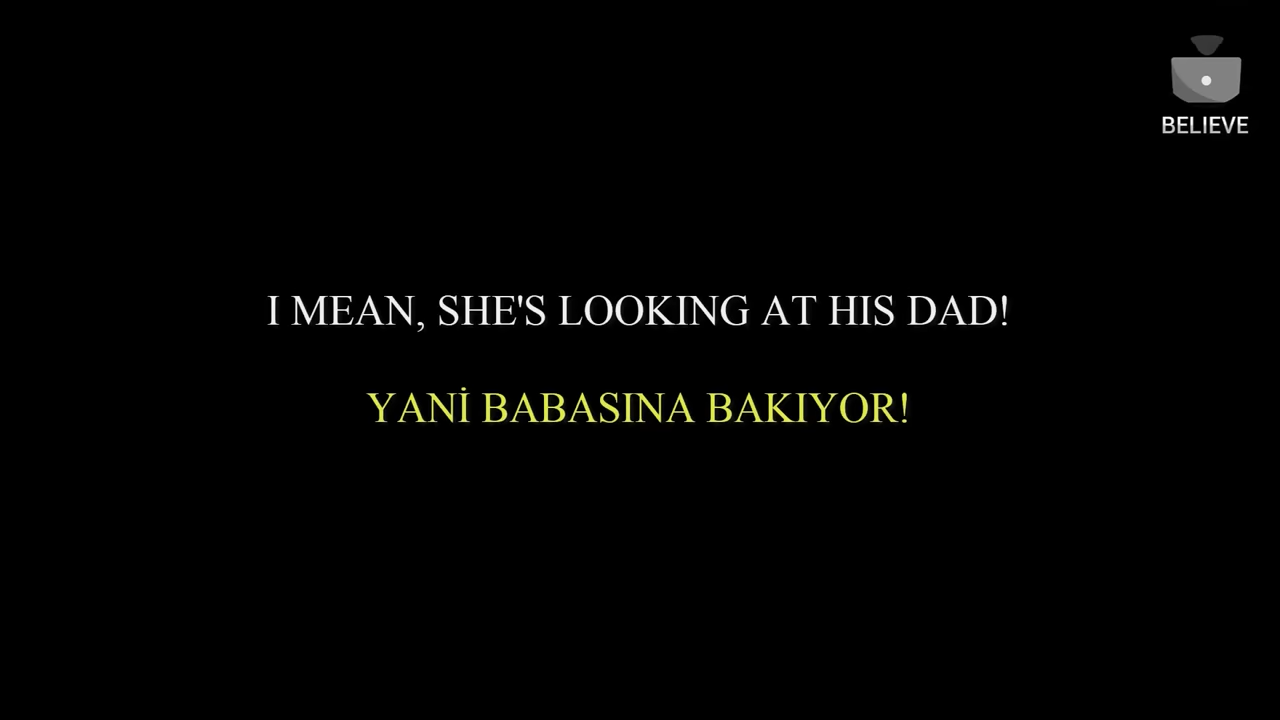 BELIEVE
I MEAN, SHE'S LOOKING AT HIS DAD!
YANİ BABASINA BAKIYOR!